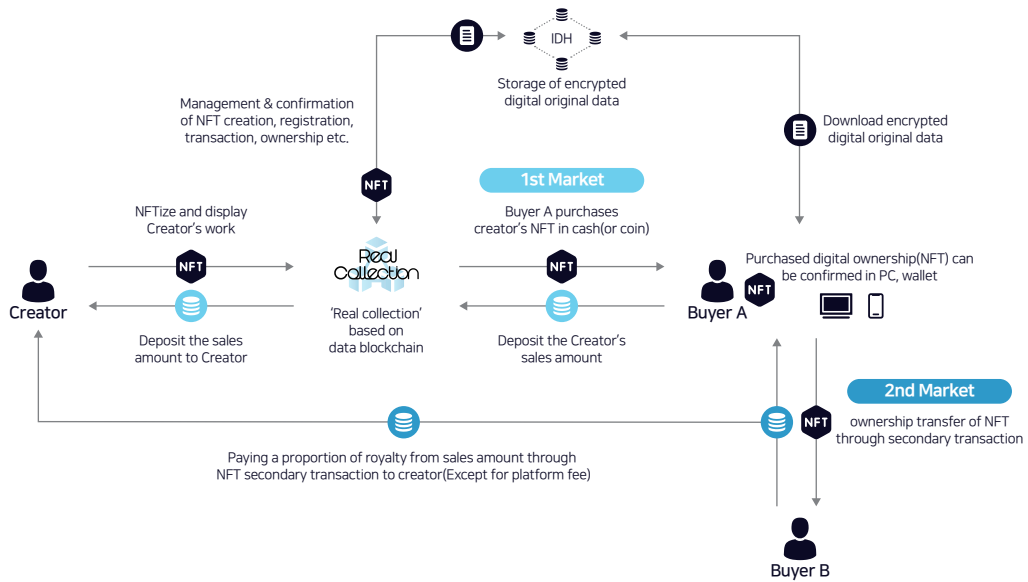 IDH
Storage of encrypted
digital original data
Management & confirmation
of NFT creation, registration,
transaction, ownership etc.
Download encrypted
digital original data
NFT
1st Market
NFTize and display
Creator's work
Buyer A purchases
creator's NFT in cash(or coin)
Real
Collection
NFT
NFT
Purchased digital ownership(NFT) can
be confirmed in PC, wallet
NFT
Creator
Buyer A
'Real collection'
based on
data blockchain
Deposit the sales
amount to Creator
Deposit the Creator's
sales amount
2nd Market
NFT
ownership transfer of NFT
through secondary transaction
Paying a proportion of royalty from sales amount through
NFT secondary transaction to creator(Except for platform fee)
Buyer B